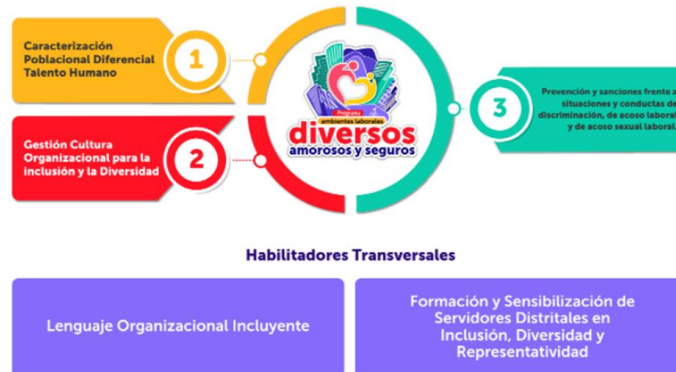 Caracterización
Poblacional Diferencial
Talento Humano
1
Gestión Cultura
Organizacional para la
inclusión y la Diversidad
2
Programa
ambientes laborales
diversos
amorosos y seguros
3
Prevención y sanciones frente a
situaciones y conductas de
discriminación, de acoso laboral
y de acoso sexual laboral.
Habilitadores Transversales
Lenguaje Organizacional Incluyente
Formación y Sensibilización de
Servidores Distritales en
Inclusión, Diversidad y
Representatividad